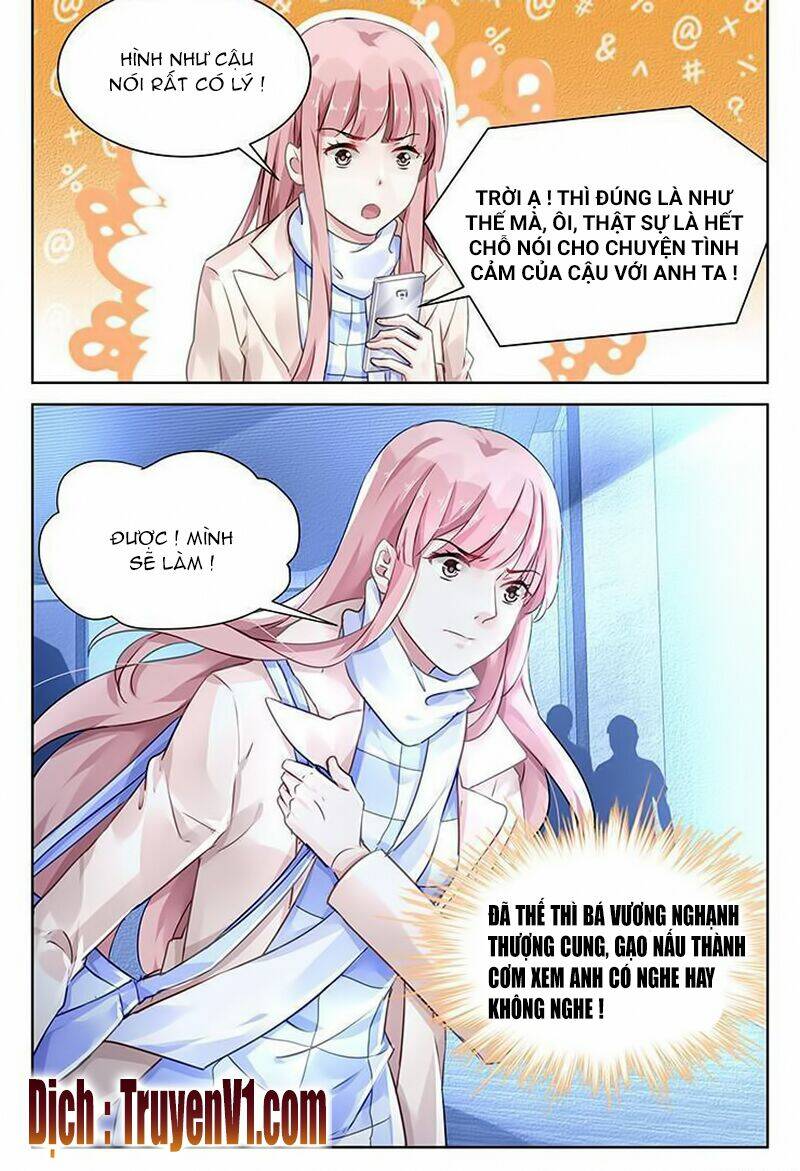 HÌNH NHƯ CẬU
NÓI RẤT CÓ LÝ !
TRỜI Ạ ! THÌ ĐÚNG LÀ NHƯ
THẾ MÀ, ÔI, THẬT SỰ LÀ HẾT
CHỖ NÓI CHO CHUYỆN TÌNH
CẢM CỦA CẬU VỚI ANH TA !
ĐƯỢC ! MÌNH
SẼ LÀM !
ĐÃ THẾ THÌ BÁ VƯƠNG NGHẠNH
THƯỢNG CUNG, GẠO NẤU THÀNH
CƠM XEM ANH CÓ NGHE HAY
KHÔNG NGHE !
Dịch : TruyenV1.com